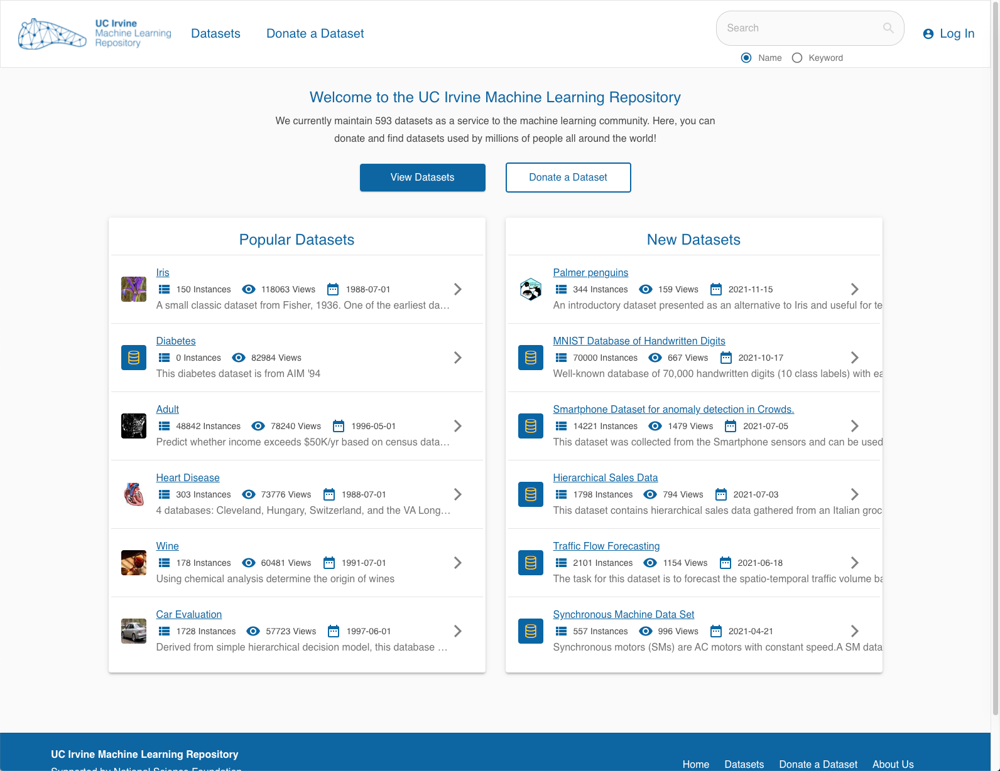 UC Irvine
Machine Learning
Repository
Datasets
Donate a Dataset
Search
Name
Keyword
Log In
Welcome to the UC Irvine Machine Learning Repository
We currently maintain 593 datasets as a service to the machine learning community. Here, you can
donate and find datasets used by millions of people all around the world!
View Datasets
Donate a Dataset
Popular Datasets
Iris
150 Instances 118063 Views 1988-07-01
A small classic dataset from Fisher, 1936. One of the earliest da…
Diabetes
0 Instances 82984 Views
This diabetes dataset is from AIM '94
Adult
48842 Instances 78240 Views 1996-05-01
Predict whether income exceeds $50K/yr based on census data…
Heart Disease
303 Instances 73776 Views 1988-07-01
4 databases: Cleveland, Hungary, Switzerland, and the VA Long…
Wine
178 Instances 60481 Views 1991-07-01
Using chemical analysis determine the origin of wines
Car Evaluation
1728 Instances 57723 Views 1997-06-01
Derived from simple hierarchical decision model, this database …
New Datasets
Palmer penguins
344 Instances 159 Views 2021-11-15
An introductory dataset presented as an alternative to Iris and useful for te
MNIST Database of Handwritten Digits
70000 Instances 667 Views 2021-10-17
Well-known database of 70,000 handwritten digits (10 class labels) with ea
Smartphone Dataset for anomaly detection in Crowds.
14221 Instances 1479 Views 2021-07-05
This dataset was collected from the Smartphone sensors and can be used
Hierarchical Sales Data
1798 Instances 794 Views 2021-07-03
This dataset contains hierarchical sales data gathered from an Italian groc
Traffic Flow Forecasting
2101 Instances 1154 Views 2021-06-18
The task for this dataset is to forecast the spatio-temporal traffic volume ba
Synchronous Machine Data Set
557 Instances 996 Views 2021-04-21
Synchronous motors (SMs) are AC motors with constant speed.A SM data
UC Irvine Machine Learning Repository
Supported by National Science Foundation
Home
Datasets
Donate a Dataset
About Us